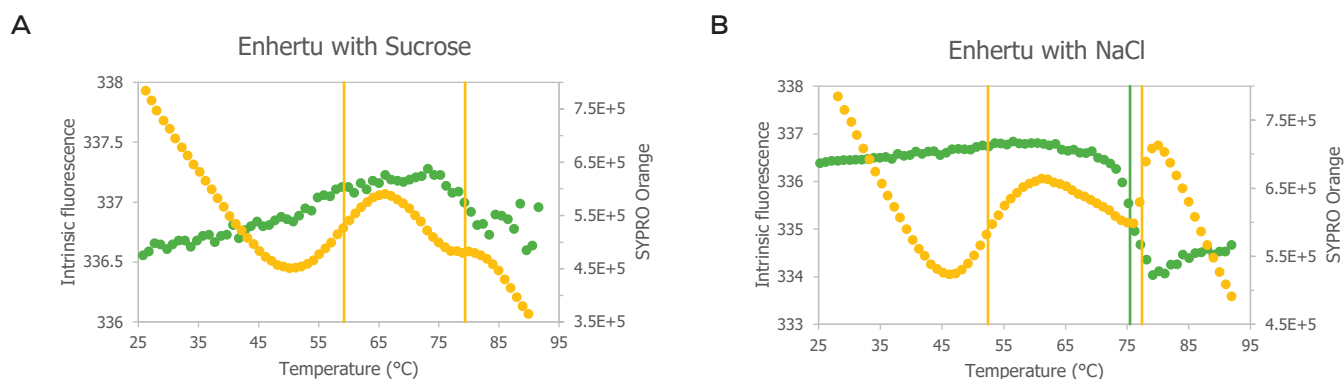 A
Enhertu with Sucrose
Intrinsic fluorescence
338
337.5
337
336.5
336
7.5E+5
6.5E+5
5.5E+5
4.5E+5
3.5E+5
SYPRO Orange
25 35 45 55 65 75 85 95
Temperature (°C)
B
Enhertu with NaCl
Intrinsic fluorescence
338
337
336
335
334
333
7.5E+5
6.5E+5
5.5E+5
4.5E+5
SYPRO Orange
25 35 45 55 65 75 85 95
Temperature (°C)